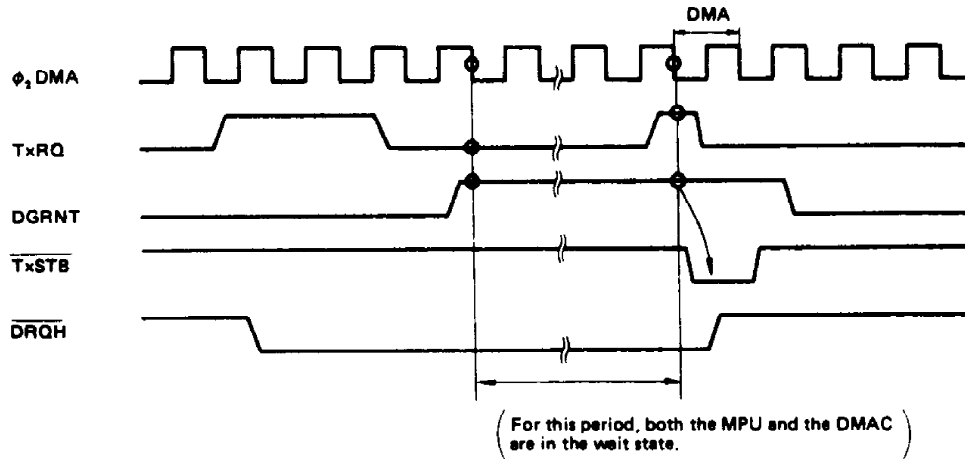 DMA
ϕ₂ DMA
TxRQ
DGRNT
TxSTB
DRQH
(For this period, both the MPU and the DMAC
are in the wait state.)